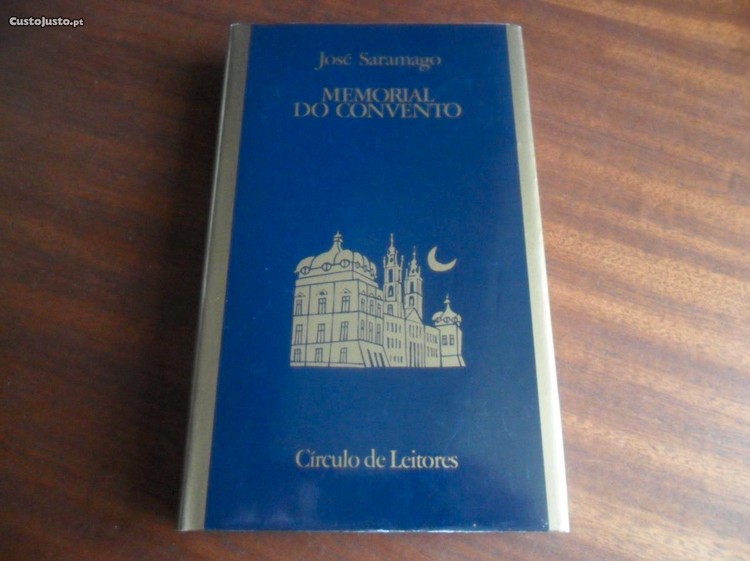 CustoJusto.pt
José Saramago
MEMORIAL
DO CONVENTO
Círculo de Leitores